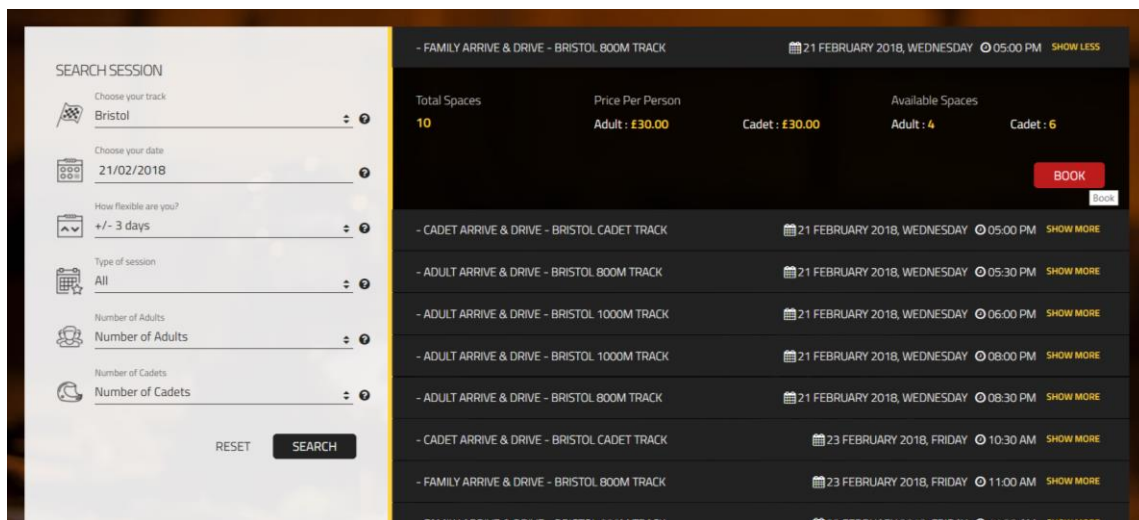 SEARCH SESSION
Choose your track
Bristol
Choose your date
21/02/2018
How flexible are you?
+/- 3 days
Type of session
All
Number of Adults
Number of Adults
Number of Cadets
Number of Cadets
RESET SEARCH
- FAMILY ARRIVE & DRIVE - BRISTOL 800M TRACK 21 FEBRUARY 2018, WEDNESDAY 05:00 PM SHOW LESS
Total Spaces Price Per Person Available Spaces
10 Adult : £30.00 Cadet : £30.00 Adult : 4 Cadet : 6
BOOK
Book
- CADET ARRIVE & DRIVE - BRISTOL CADET TRACK 21 FEBRUARY 2018, WEDNESDAY 05:00 PM SHOW MORE
- ADULT ARRIVE & DRIVE - BRISTOL 800M TRACK 21 FEBRUARY 2018, WEDNESDAY 05:30 PM SHOW MORE
- ADULT ARRIVE & DRIVE - BRISTOL 1000M TRACK 21 FEBRUARY 2018, WEDNESDAY 06:00 PM SHOW MORE
- ADULT ARRIVE & DRIVE - BRISTOL 1000M TRACK 21 FEBRUARY 2018, WEDNESDAY 08:00 PM SHOW MORE
- ADULT ARRIVE & DRIVE - BRISTOL 800M TRACK 21 FEBRUARY 2018, WEDNESDAY 08:30 PM SHOW MORE
- CADET ARRIVE & DRIVE - BRISTOL CADET TRACK 23 FEBRUARY 2018, FRIDAY 10:30 AM SHOW MORE
- FAMILY ARRIVE & DRIVE - BRISTOL 800M TRACK 23 FEBRUARY 2018, FRIDAY 11:00 AM SHOW MORE